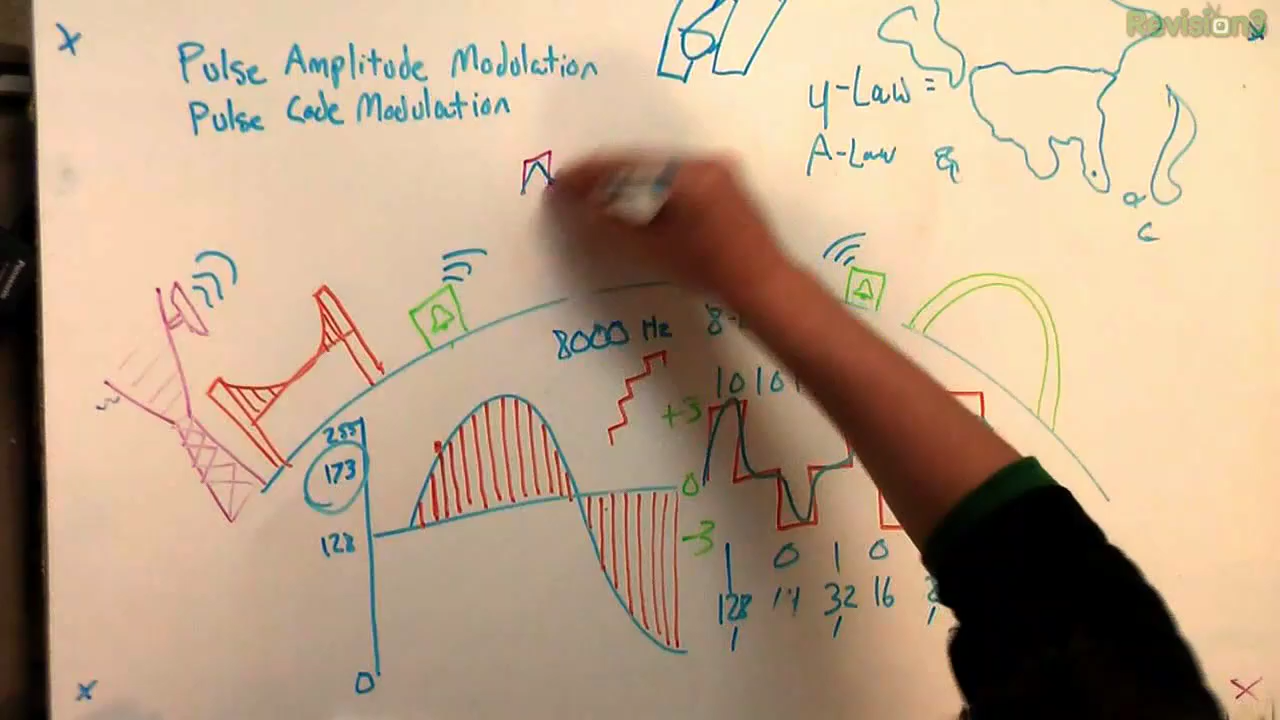 Revision3
Pulse Amplitude Modulation
Pulse Code Modulation
μ-Law =
A-Law &
C
8000 Hz
8-
1010
255
173
128
0
+3
0
-3
1 0 1 0
128 32 16